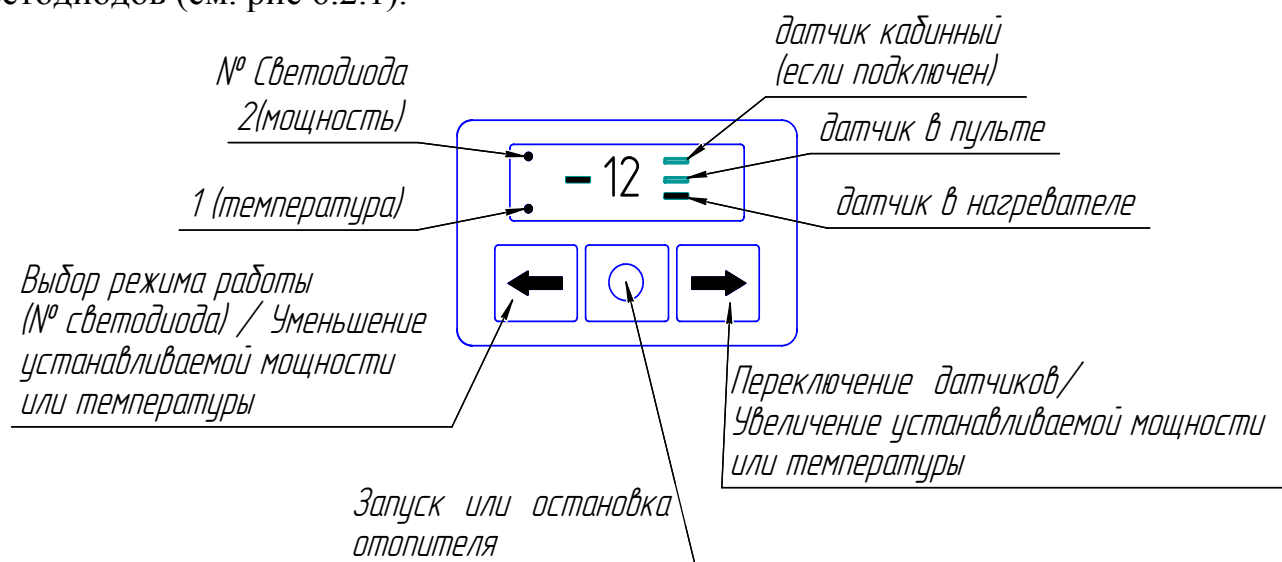 етодиодов (см. рис 6.2.1).
датчик кабинный
(если подключен)
№ Светодиода
2(мощность)
датчик в пульте
- 12
1 (температура)
датчик в нагревателе
Выбор режима работы
(№ светодиода) / Уменьшение
устанавливаемой мощности
или температуры
Переключение датчиков/
Увеличение устанавливаемой мощности
или температуры
Запуск или остановка
отопителя